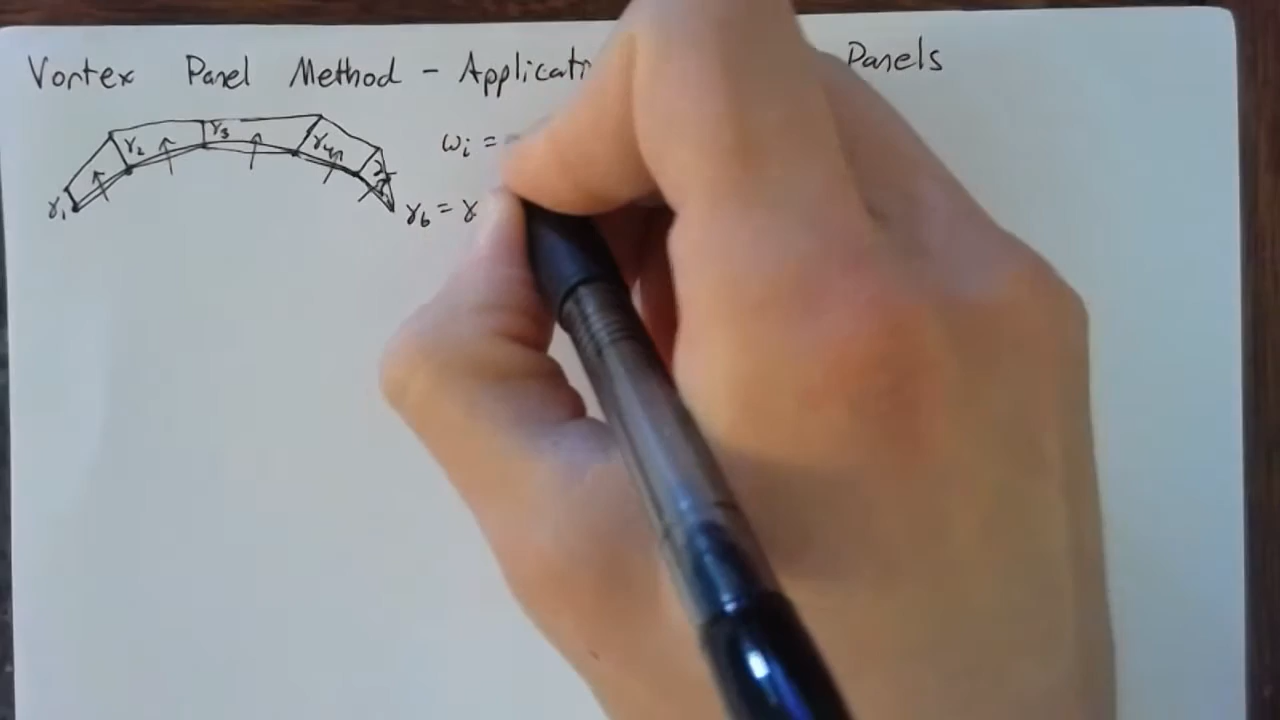 Vortex Panel Method - Applicati Panels
γ₂ γ₃ γ₄
ωᵢ =
γ₁ γ₆ = γ